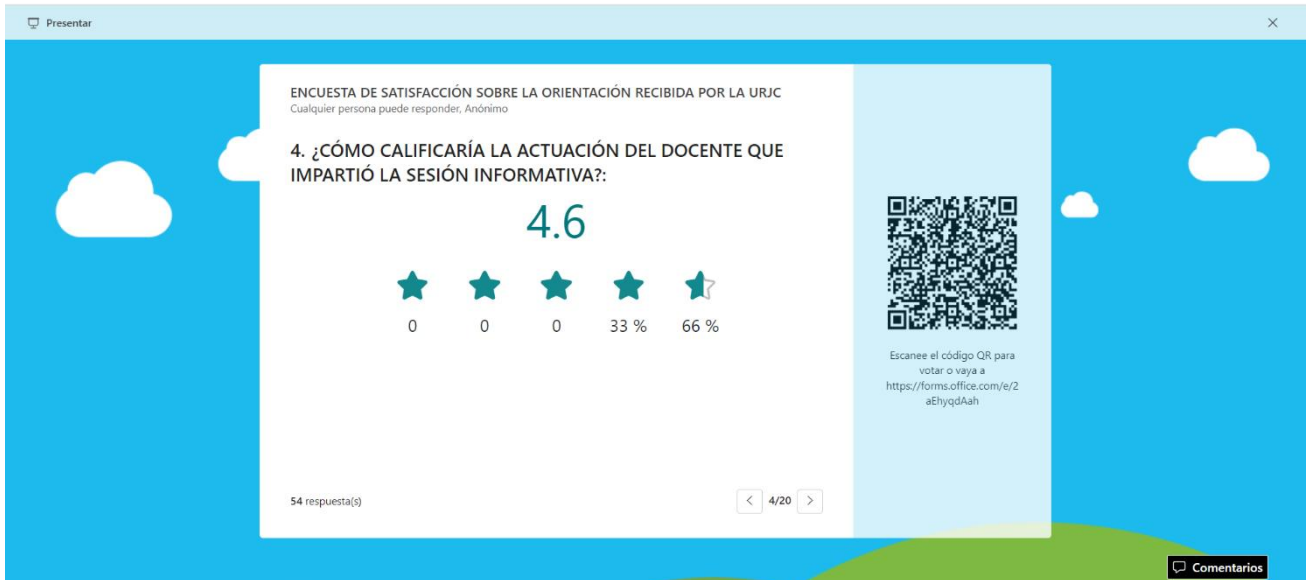 Presentar
ENCUESTA DE SATISFACCIÓN SOBRE LA ORIENTACIÓN RECIBIDA POR LA URJC
Cualquier persona puede responder, Anónimo
4. ¿CÓMO CALIFICARÍA LA ACTUACIÓN DEL DOCENTE QUE
IMPARTIÓ LA SESIÓN INFORMATIVA?:
4.6
0 0 0 33 % 66 %
Escanee el código QR para
votar o vaya a
https://forms.office.com/e/2
aEhyqdAah
54 respuesta(s)
4/20
Comentarios